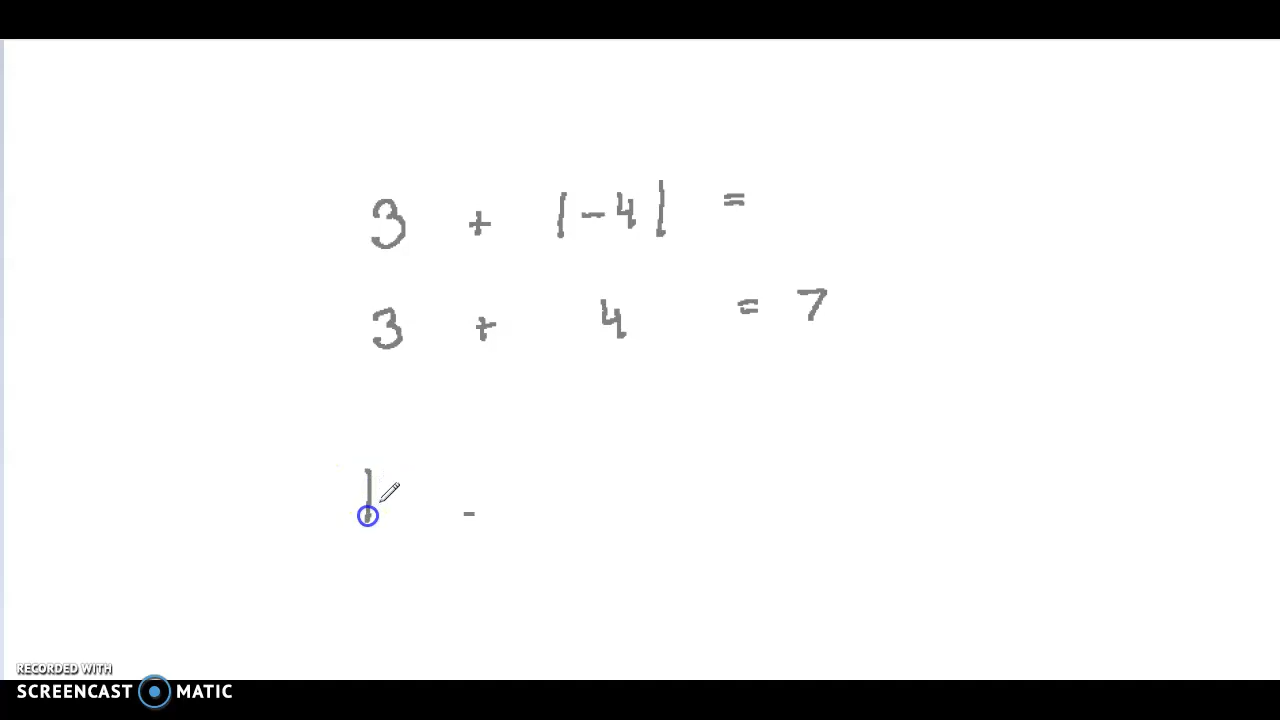 3 + |-4| =
3 + 4 = 7
| -
RECORDED WITH
SCREENCAST MATIC